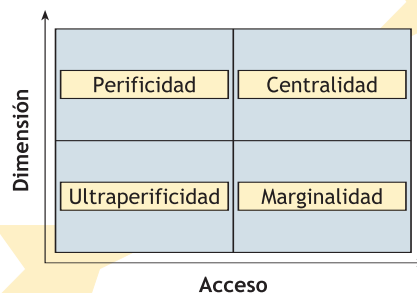 Dimensión
Perificidad
Centralidad
Ultraperificidad
Marginalidad
Acceso